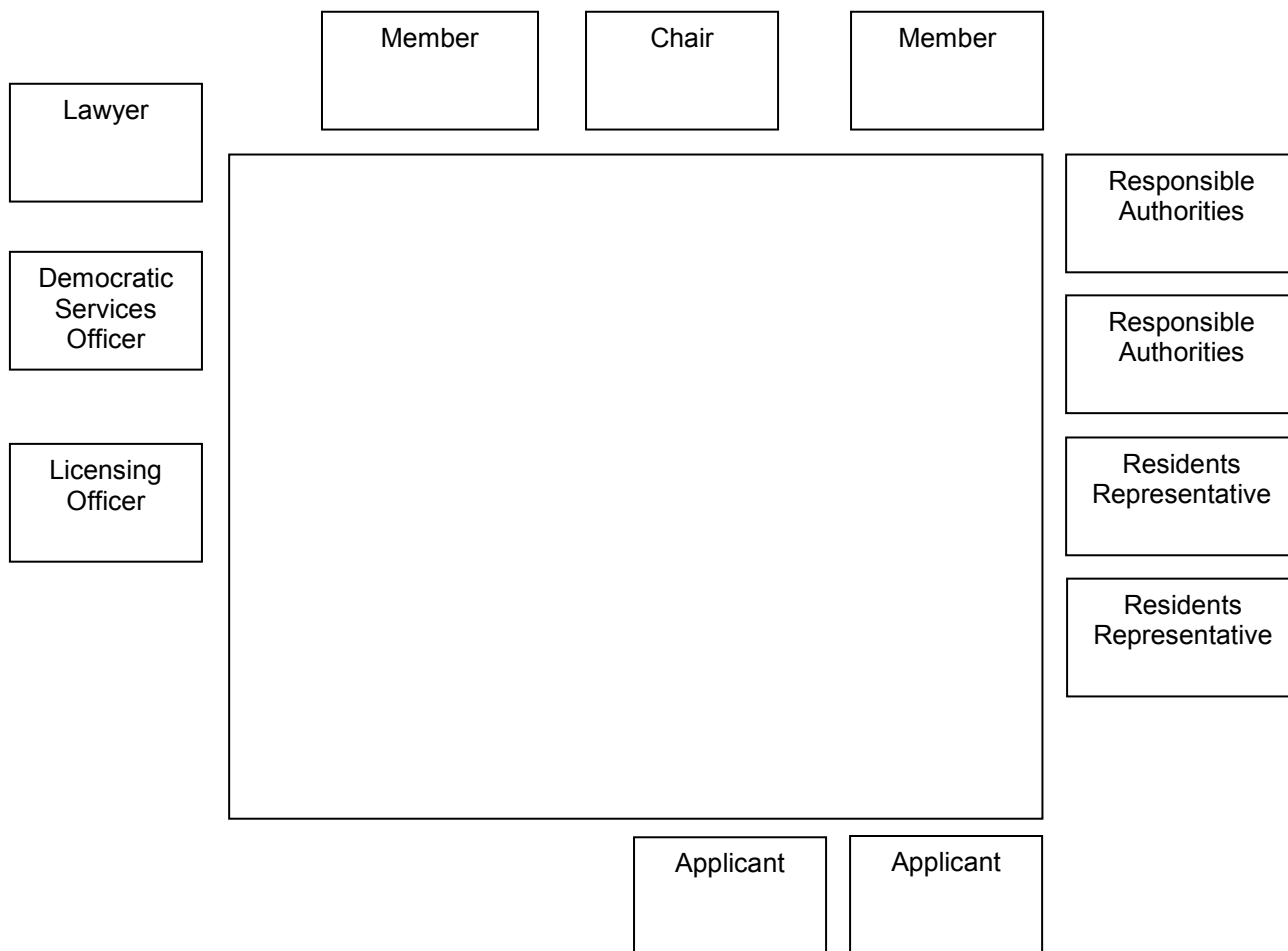 Member
Chair
Member
Lawyer
Responsible
Authorities
Democratic
Services
Officer
Responsible
Authorities
Licensing
Officer
Residents
Representative
Residents
Representative
Applicant
Applicant